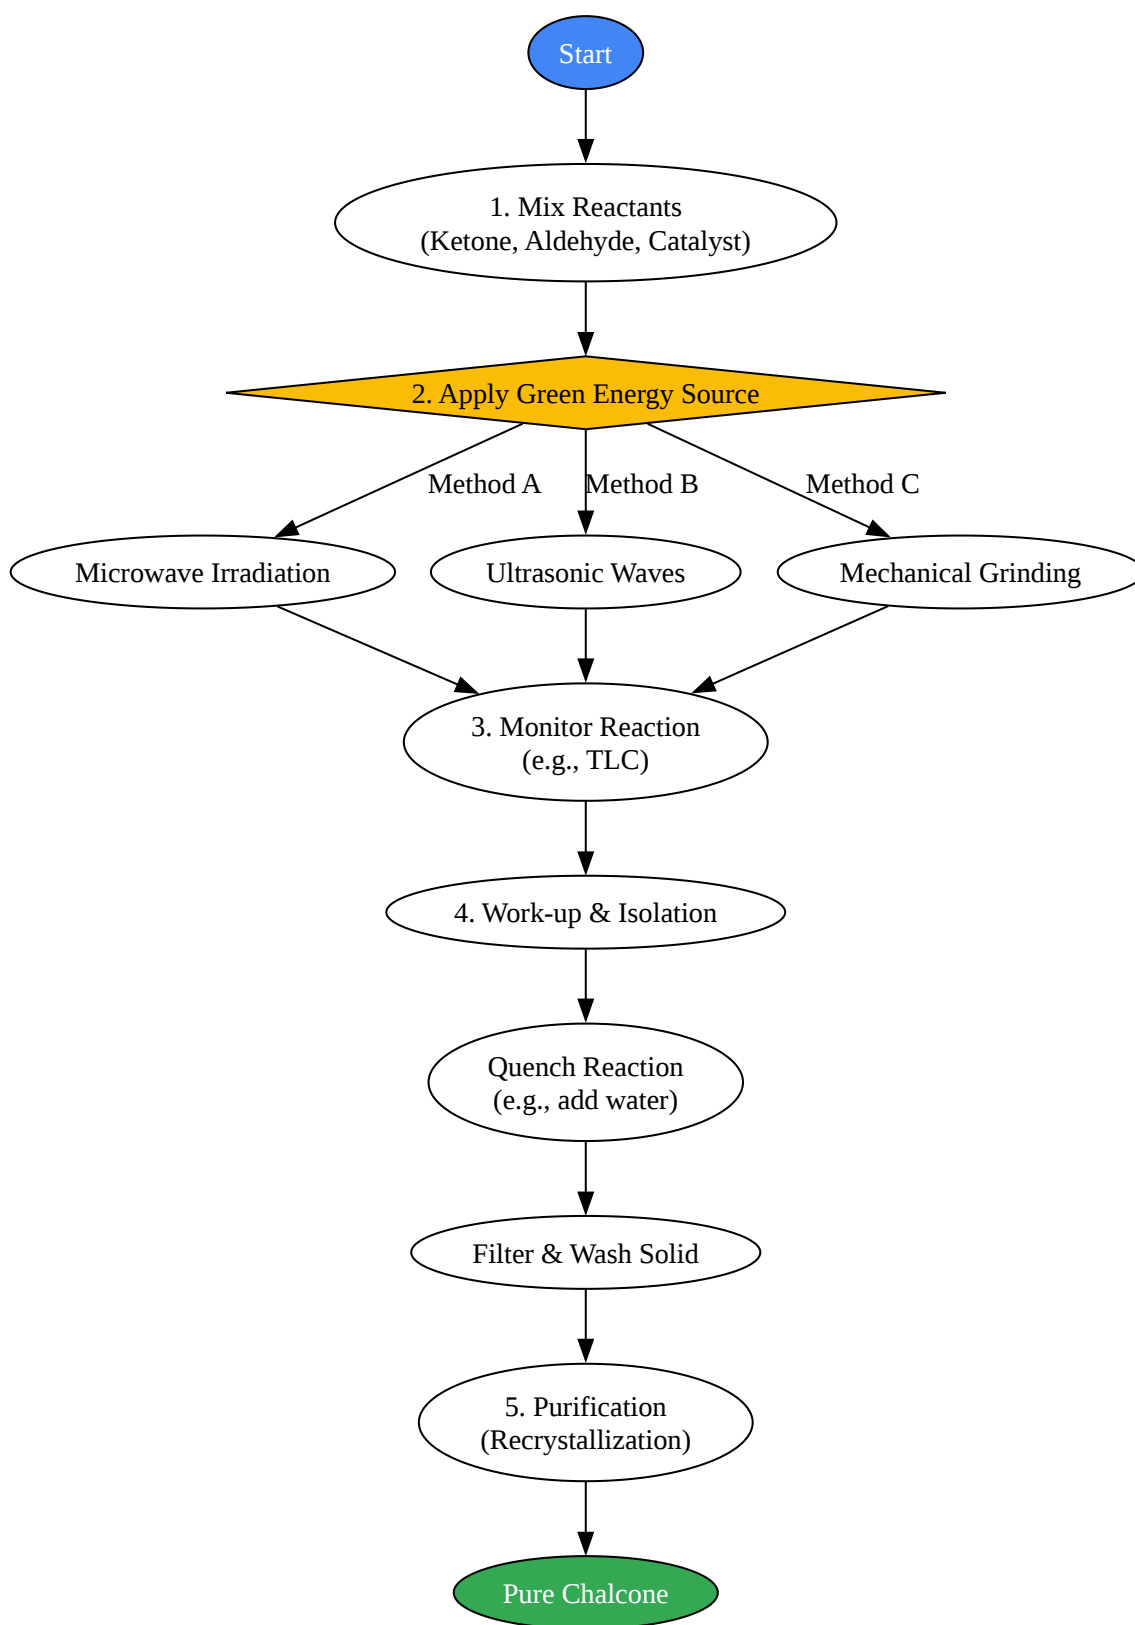 Start
1. Mix Reactants
(Ketone, Aldehyde, Catalyst)
2. Apply Green Energy Source
Method A
Method B
Method C
Microwave Irradiation
Ultrasonic Waves
Mechanical Grinding
3. Monitor Reaction
(e.g., TLC)
4. Work-up & Isolation
Quench Reaction
(e.g., add water)
Filter & Wash Solid
5. Purification
(Recrystallization)
Pure Chalcone